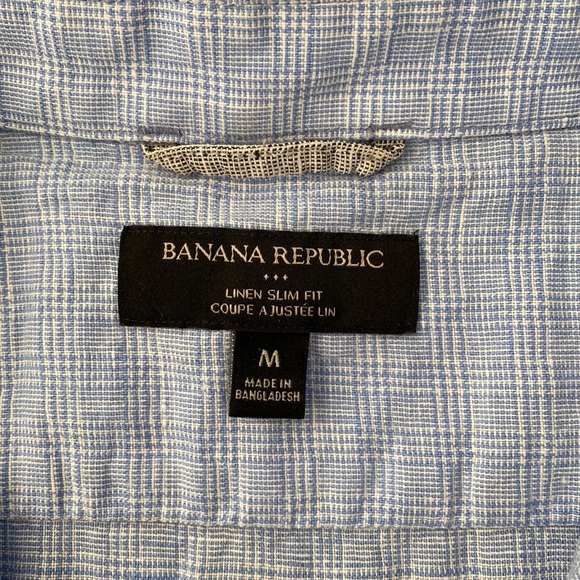 BANANA REPUBLIC
LINEN SLIM FIT
COUPE AJUSTÉE LIN
M
MADE IN
BANGLADESH